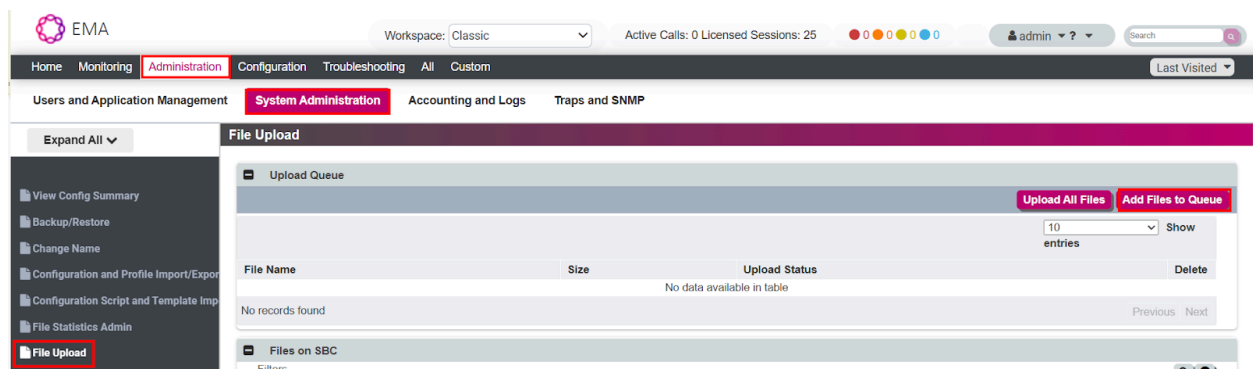 EMA
Workspace: Classic
Active Calls: 0 Licensed Sessions: 25
0 0 0 0 0
admin ?
Search
Home Monitoring Administration Configuration Troubleshooting All Custom
Last Visited
Users and Application Management System Administration Accounting and Logs Traps and SNMP
Expand All
File Upload
Upload Queue
View Config Summary
Upload All Files Add Files to Queue
Backup/Restore
10 Show
entries
Change Name
Configuration and Profile Import/Expor
File Name Size Upload Status Delete
No data available in table
Configuration Script and Template Imp
No records found
Previous Next
File Statistics Admin
File Upload
Files on SBC
Filters